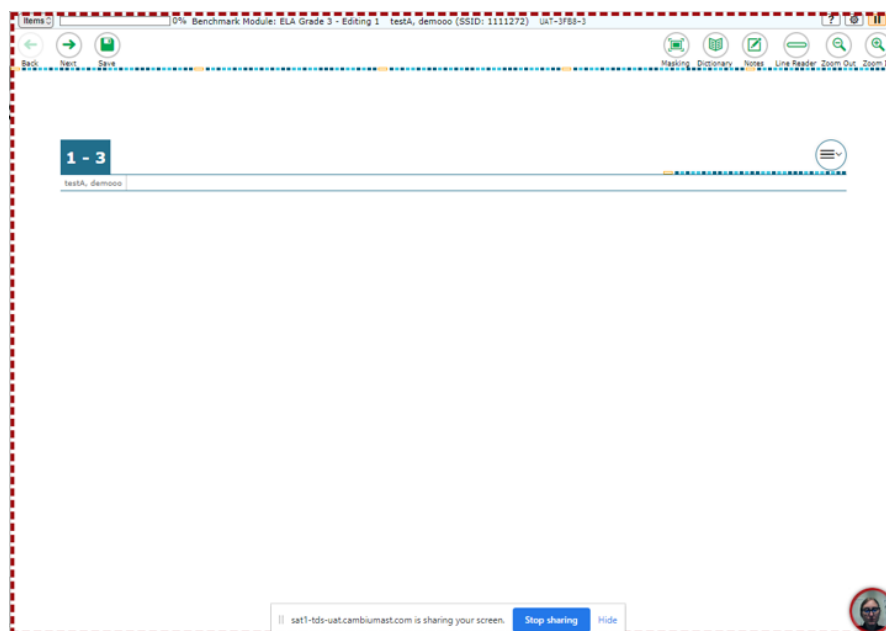 Items 0% Benchmark Module: ELA Grade 3 - Editing 1 testA, demooo (SSID: 1111272) UAT-3F88-3 ?
Back Next Save Masking Dictionary Notes Line Reader Zoom Out Zoom I
1 - 3
testA, demooo
sat1-tds-uat.cambiumast.com is sharing your screen. Stop sharing Hide